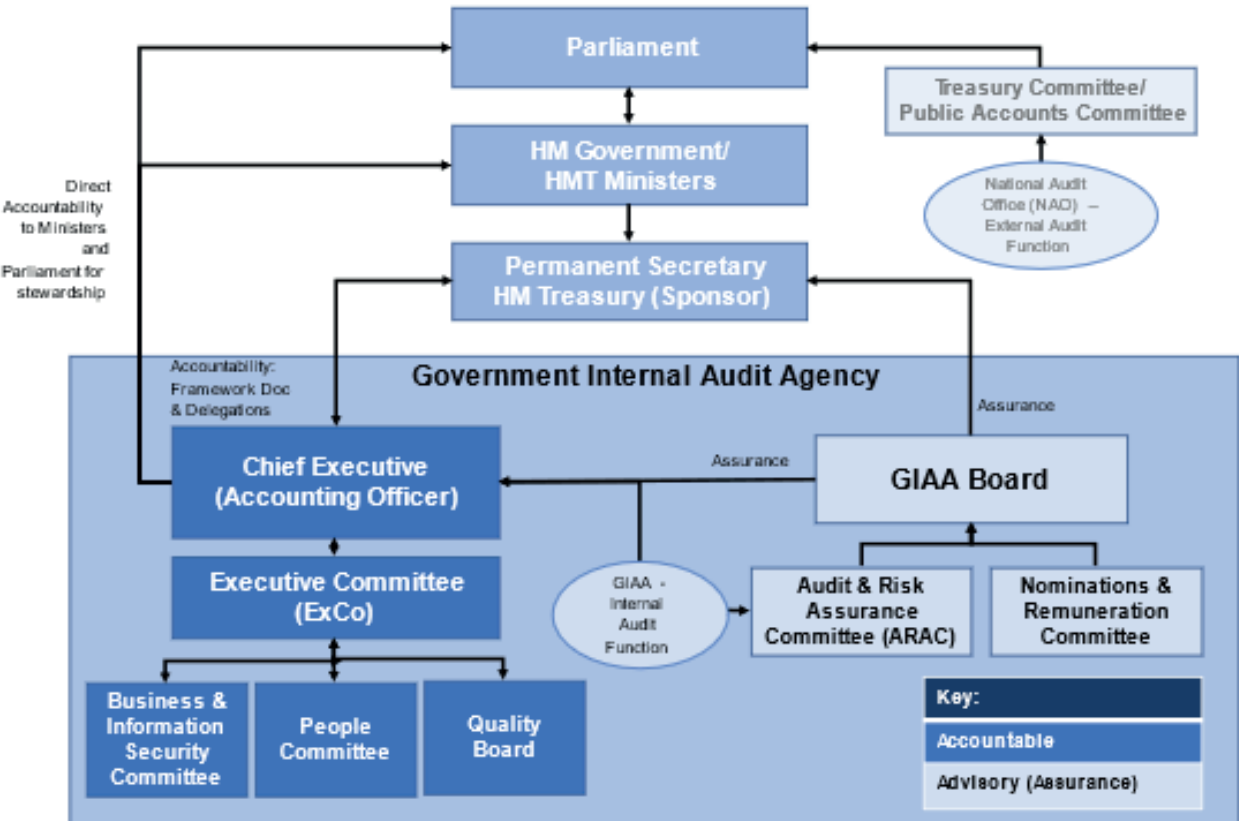 Parliament
Treasury Committee/
Public Accounts Committee
HM Government/
HMT Ministers
National Audit
Office (NAO) –
External Audit
Function
Direct
Accountability
to Ministers
and
Parliament for
stewardship
Permanent Secretary
HM Treasury (Sponsor)
Government Internal Audit Agency
Accountability:
Framework Doc
& Delegations
Assurance
Chief Executive
(Accounting Officer)
Assurance
GIAA Board
Executive Committee
(ExCo)
GIAA -
Internal
Audit
Function
Audit & Risk
Assurance
Committee (ARAC)
Nominations &
Remuneration
Committee
Business &
Information
Security
Committee
People
Committee
Quality
Board
Key:
Accountable
Advisory (Assurance)